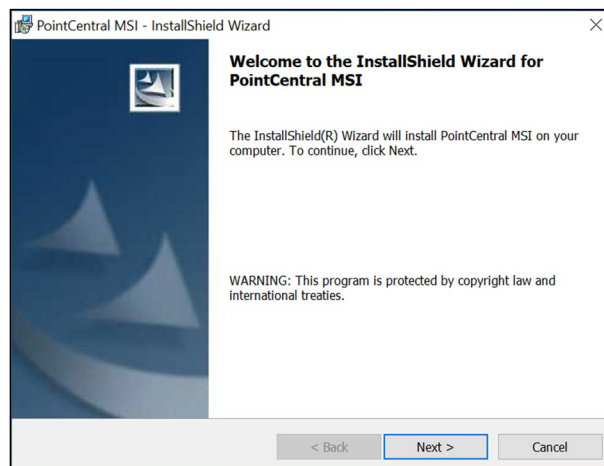 PointCentral MSI - InstallShield Wizard
Welcome to the InstallShield Wizard for
PointCentral MSI
The InstallShield(R) Wizard will install PointCentral MSI on your
computer. To continue, click Next.
WARNING: This program is protected by copyright law and
international treaties.
< Back
Next >
Cancel